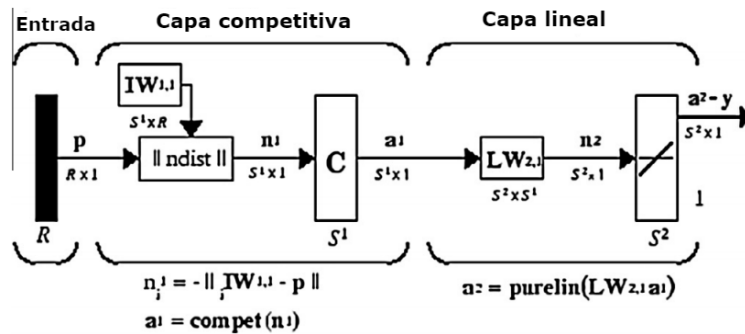 Entrada
Capa competitiva
Capa lineal
IW1,1
S¹xR
p
Rx1
|| ndist ||
n1
S¹x1
C
a1
S¹x1
LW2,1
S²xS¹
n2
S²x1
a2-y
S²x1
1
R
S¹
S²
ni1 = -|| iIW1,1 - p ||
a1 = compet(n1)
a2 = purelin(LW2,1a1)